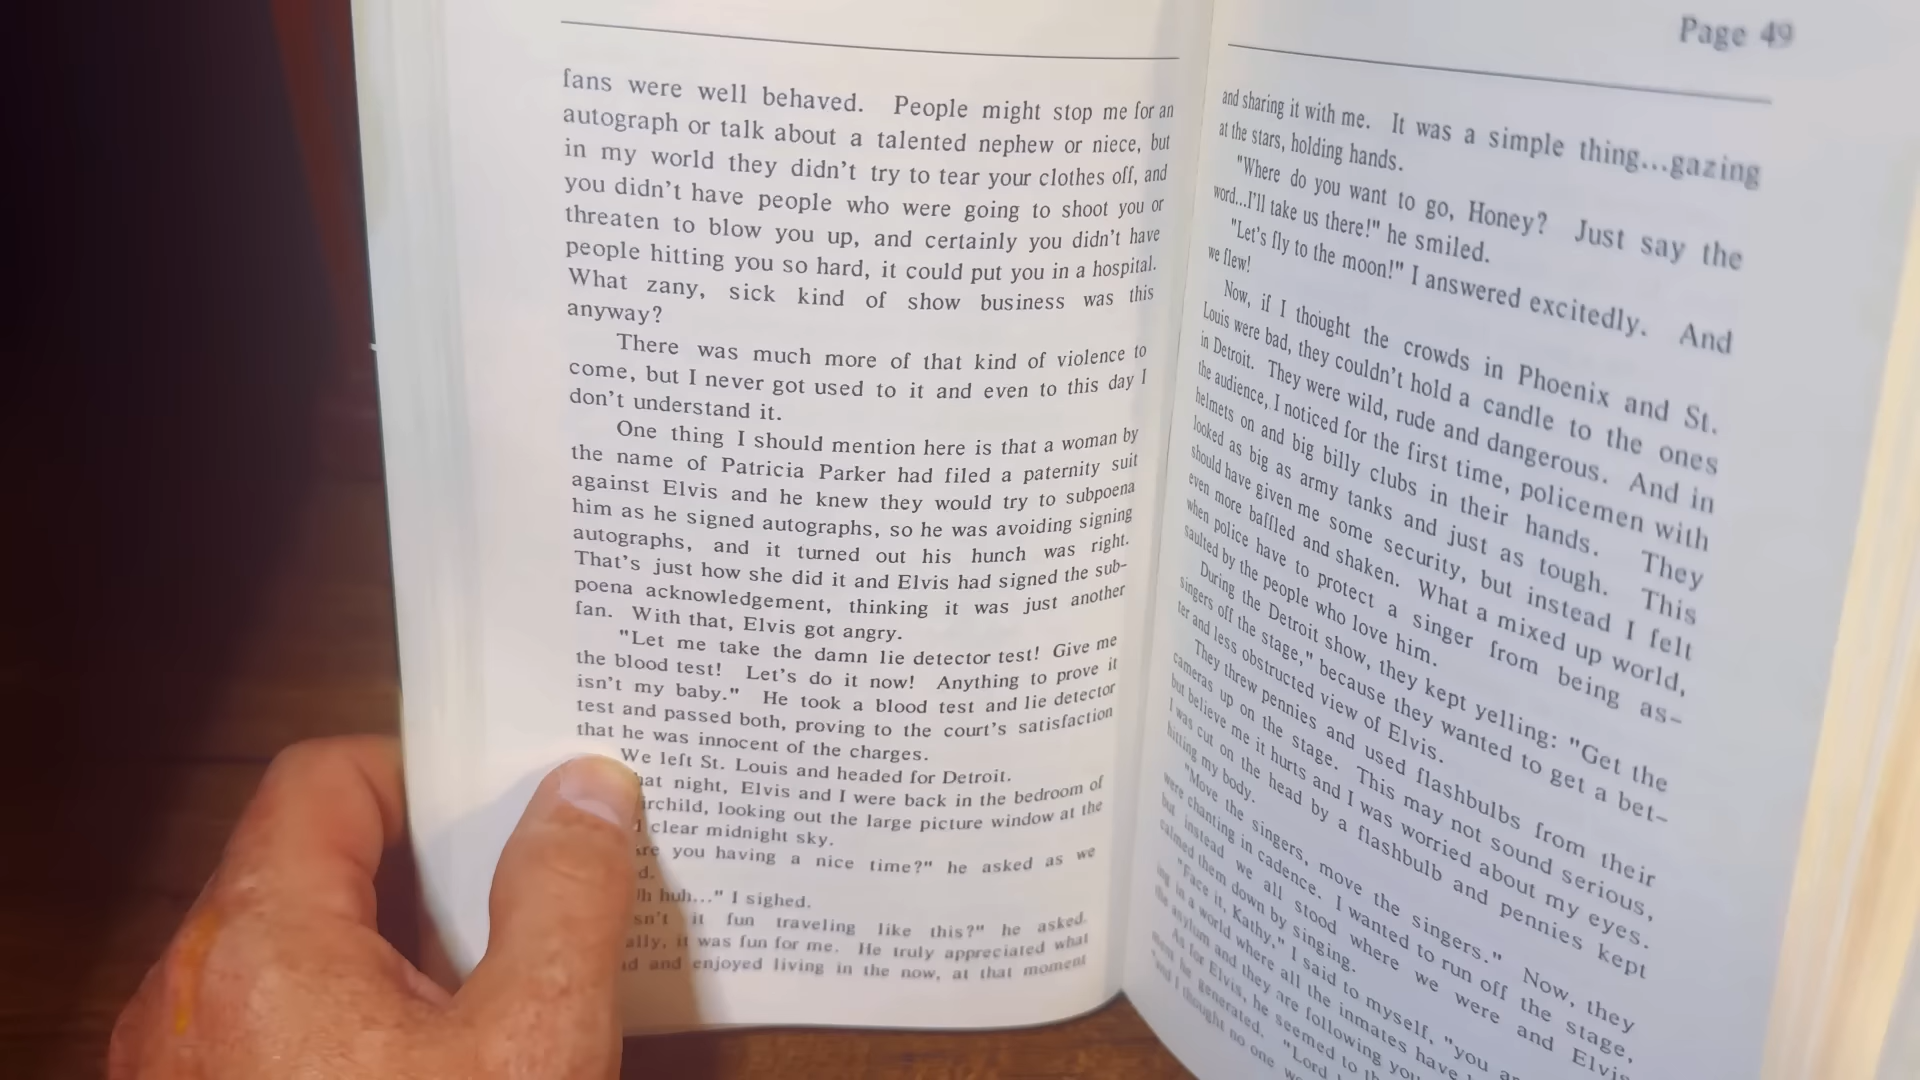 fans were well behaved. People might stop me for an
autograph or talk about a talented nephew or niece, but
in my world they didn't try to tear your clothes off, and
you didn't have people who were going to shoot you or
threaten to blow you up, and certainly you didn't have
people hitting you so hard, it could put you in a hospital.
What zany, sick kind of show business was this
anyway?
There was much more of that kind of violence to
come, but I never got used to it and even to this day I
don't understand it.
One thing I should mention here is that a woman by
the name of Patricia Parker had filed a paternity suit
against Elvis and he knew they would try to subpoena
him as he signed autographs, so he was avoiding signing
autographs, and it turned out his hunch was right.
That's just how she did it and Elvis had signed the sub-
poena acknowledgement, thinking it was just another
fan. With that, Elvis got angry.
"Let me take the damn lie detector test! Give me
the blood test! Let's do it now! Anything to prove it
isn't my baby." He took a blood test and lie detector
test and passed both, proving to the court's satisfaction
that he was innocent of the charges.
We left St. Louis and headed for Detroit.
hat night, Elvis and I were back in the bedroom of
irchild, looking out the large picture window at the
clear midnight sky.
re you having a nice time?" he asked as we
d.
h huh..." I sighed.
sn't it fun traveling like this?" he asked.
ally, it was fun for me. He truly appreciated what
d and enjoyed living in the now, at that moment
Page 49
and sharing it with me. It was a simple thing...gazing
at the stars, holding hands.
"Where do you want to go, Honey? Just say the
word...I'll take us there!" he smiled.
"Let's fly to the moon!" I answered excitedly. And
we flew!
Now, if I thought the crowds in Phoenix and St.
Louis were bad, they couldn't hold a candle to the ones
in Detroit. They were wild, rude and dangerous. And in
the audience, I noticed for the first time, policemen with
helmets on and big billy clubs in their hands. They
looked as big as army tanks and just as tough. This
should have given me some security, but instead I felt
even more baffled and shaken. What a mixed up world,
when police have to protect a singer from being as-
saulted by the people who love him.
During the Detroit show, they kept yelling: "Get the
singers off the stage," because they wanted to get a bet-
ter and less obstructed view of Elvis.
They threw pennies and used flashbulbs from their
cameras up on the stage. This may not sound serious,
but believe me it hurts and I was worried about my eyes.
I was cut on the head by a flashbulb and pennies kept
hitting my body.
"Move the singers, move the singers." Now, they
were chanting in cadence. I wanted to run off the stage,
but instead we all stood where we were and Elvis
calmed them down by singing.
"Face it, Kathy," I said to myself, "you
ing in a world where all the inmates have
the asylum and they are following you
As for Elvis, he seemed to
ment he generated. "Lord
and I thought no one